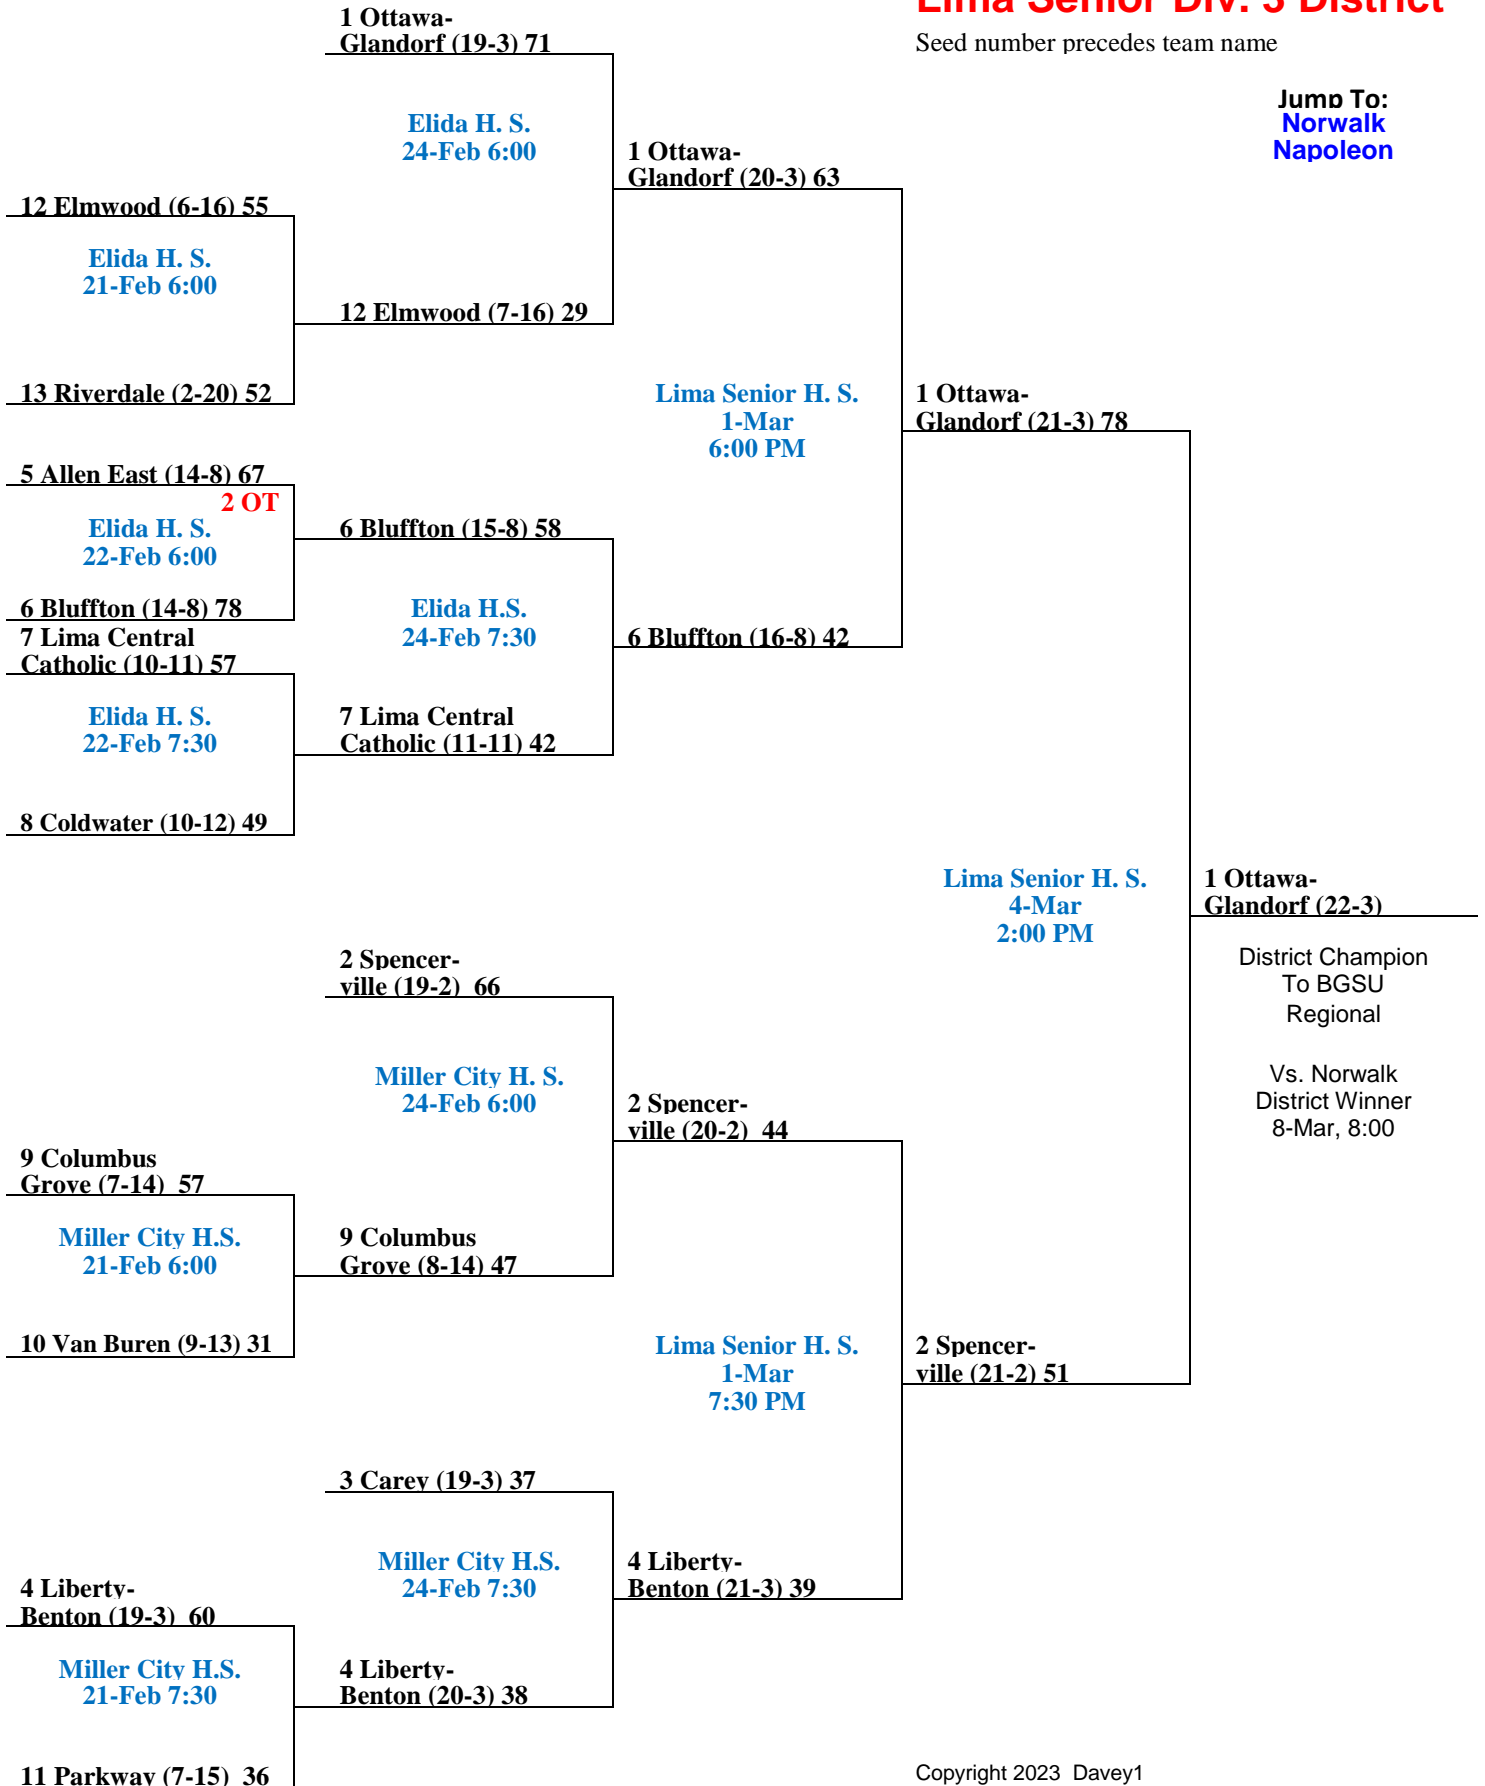 Lima Senior Div. 3 District
Seed number precedes team name
Jump To:
Norwalk
Napoleon
1 Ottawa-
Glandorf (19-3) 71
Elida H. S.
24-Feb 6:00
1 Ottawa-
Glandorf (20-3) 63
12 Elmwood (6-16) 55
Elida H. S.
21-Feb 6:00
12 Elmwood (7-16) 29
13 Riverdale (2-20) 52
Lima Senior H. S.
1-Mar
6:00 PM
1 Ottawa-
Glandorf (21-3) 78
5 Allen East (14-8) 67
2 OT
Elida H. S.
22-Feb 6:00
6 Bluffton (15-8) 58
6 Bluffton (14-8) 78
Elida H.S.
24-Feb 7:30
6 Bluffton (16-8) 42
7 Lima Central
Catholic (10-11) 57
Elida H. S.
22-Feb 7:30
7 Lima Central
Catholic (11-11) 42
8 Coldwater (10-12) 49
Lima Senior H. S.
4-Mar
2:00 PM
1 Ottawa-
Glandorf (22-3)
District Champion
To BGSU
Regional
Vs. Norwalk
District Winner
8-Mar, 8:00
2 Spencer-
ville (19-2)  66
Miller City H. S.
24-Feb 6:00
2 Spencer-
ville (20-2)  44
9 Columbus
Grove (7-14)  57
Miller City H.S.
21-Feb 6:00
9 Columbus
Grove (8-14) 47
10 Van Buren (9-13) 31
Lima Senior H. S.
1-Mar
7:30 PM
2 Spencer-
ville (21-2) 51
3 Carey (19-3) 37
Miller City H.S.
24-Feb 7:30
4 Liberty-
Benton (21-3) 39
4 Liberty-
Benton (19-3)  60
Miller City H.S.
21-Feb 7:30
4 Liberty-
Benton (20-3) 38
11 Parkway (7-15)  36
Copyright 2023  Davey1